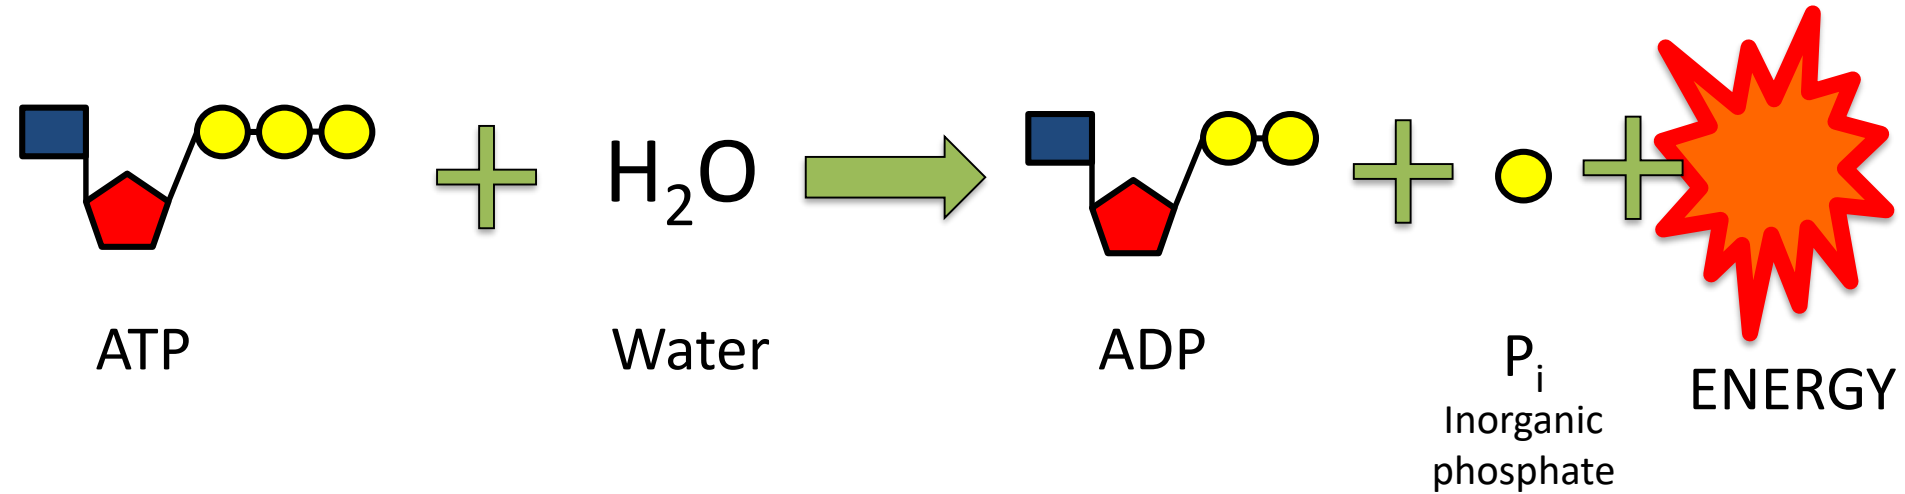 H₂O
ATP
Water
ADP
Pᵢ
Inorganic
phosphate
ENERGY